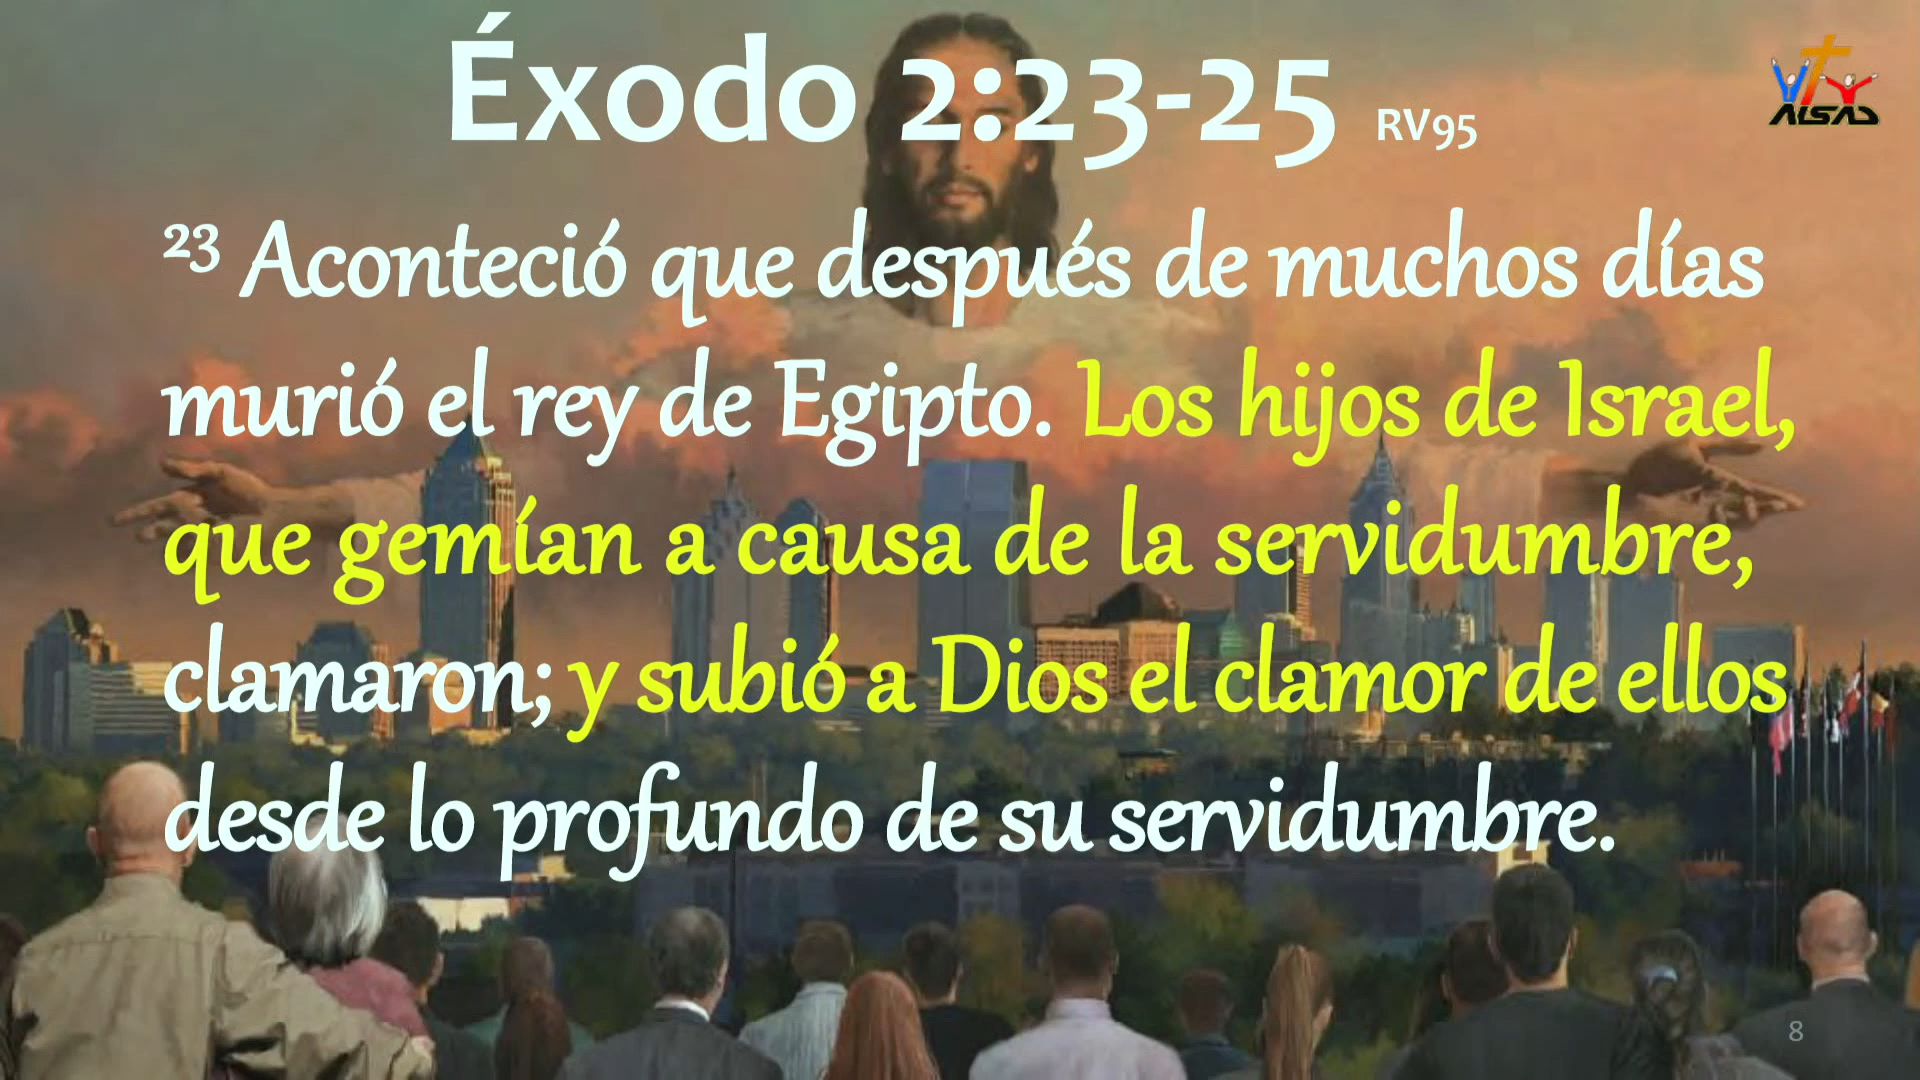 Éxodo 2:23-25 RV95
ALSAD
²³ Aconteció que después de muchos días
murió el rey de Egipto. Los hijos de Israel,
que gemían a causa de la servidumbre,
clamaron; y subió a Dios el clamor de ellos
desde lo profundo de su servidumbre.
8